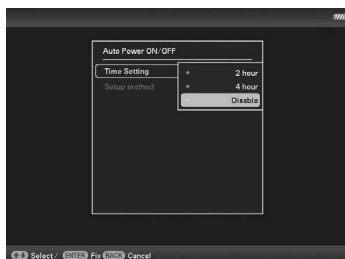 Auto Power ON/OFF
Time Setting
2 hour
Setup method
4 hour
Disable
Select/ ENTER Fix BACK Cancel